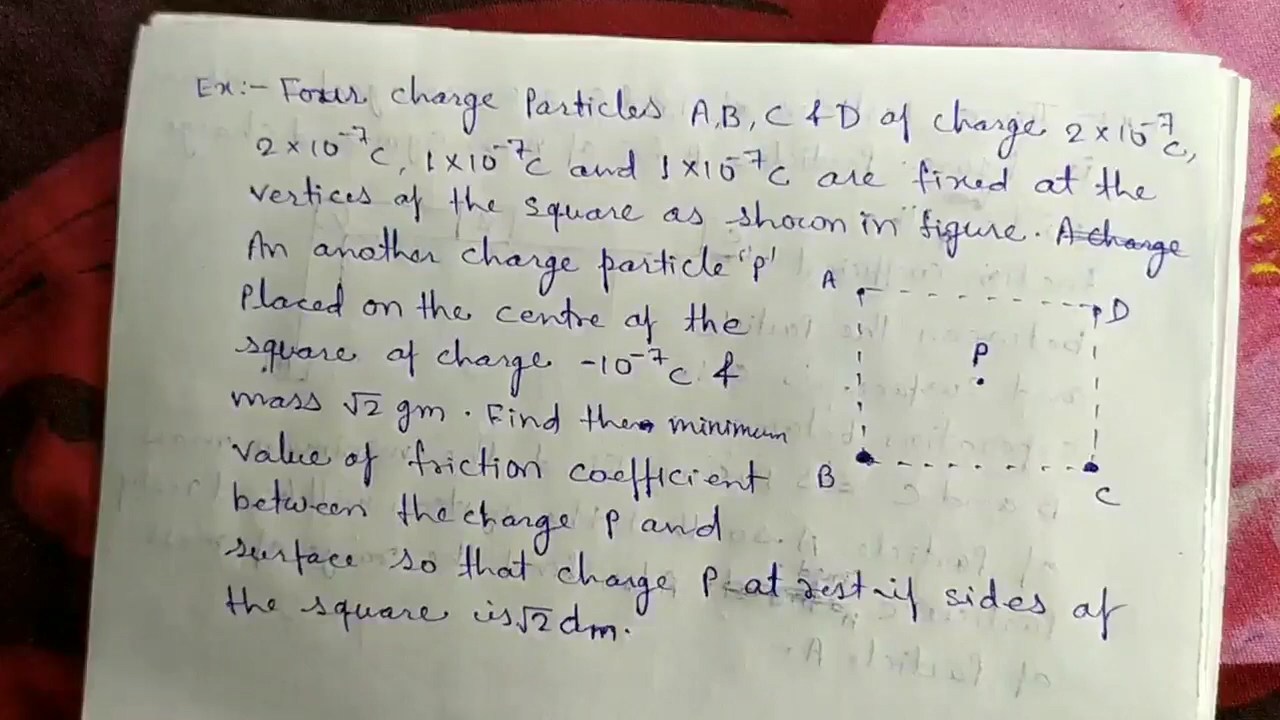 Ex:- Four charge Particles A,B,C & D of charge 2×10⁻⁷c,
2×10⁻⁷c, 1×10⁻⁷c and 1×10⁻⁷c are fixed at the
vertices of the square as shown in figure. A charge
An another charge particle 'p'
placed on the centre of the
square of charge -10⁻⁷c &
mass √2 gm. Find the minimum
value of friction coefficient
between the charge p and
surface so that charge p at rest if sides of
the square is √2 dm.
A
D
P
B
C